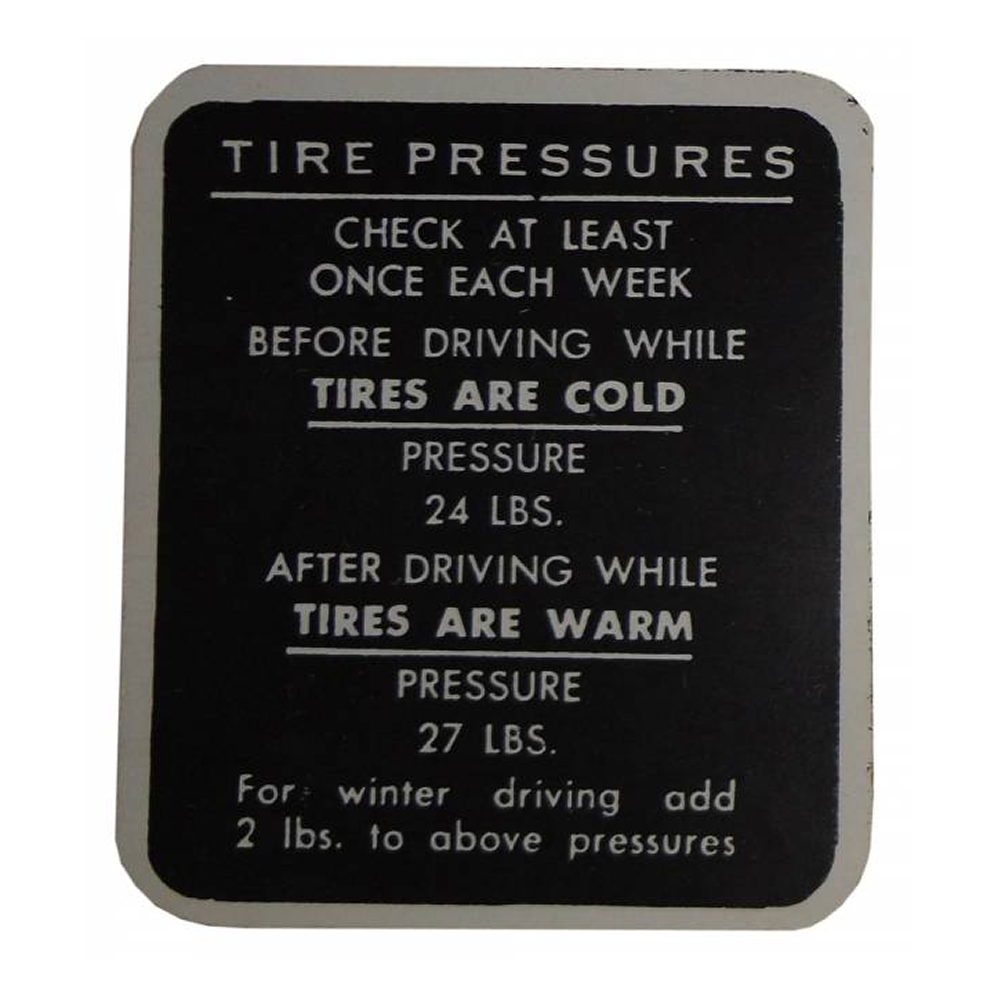 TIRE PRESSURES
CHECK AT LEAST
ONCE EACH WEEK
BEFORE DRIVING WHILE
TIRES ARE COLD
PRESSURE
24 LBS.
AFTER DRIVING WHILE
TIRES ARE WARM
PRESSURE
27 LBS.
For winter driving add
2 lbs. to above pressures